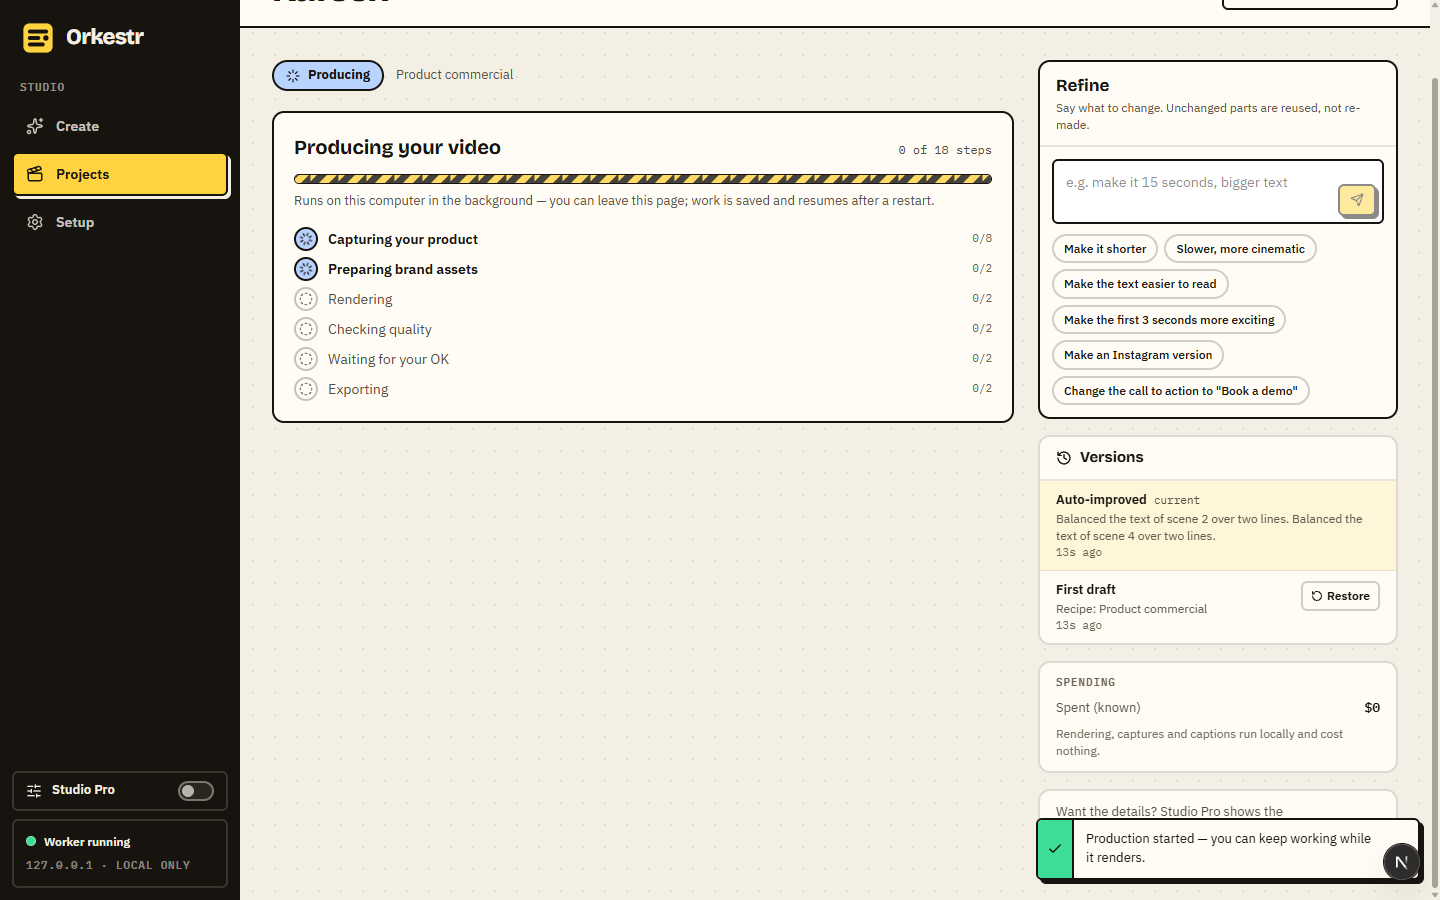 Orkestr
STUDIO
Create
Projects
Setup
Studio Pro
Worker running
127.0.0.1 · LOCAL ONLY
Producing
Product commercial
Producing your video
0 of 18 steps
Runs on this computer in the background — you can leave this page; work is saved and resumes after a restart.
Capturing your product
0/8
Preparing brand assets
0/2
Rendering
0/2
Checking quality
0/2
Waiting for your OK
0/2
Exporting
0/2
Refine
Say what to change. Unchanged parts are reused, not re-
made.
e.g. make it 15 seconds, bigger text
Make it shorter
Slower, more cinematic
Make the text easier to read
Make the first 3 seconds more exciting
Make an Instagram version
Change the call to action to "Book a demo"
Versions
Auto-improved current
Balanced the text of scene 2 over two lines. Balanced the
text of scene 4 over two lines.
13s ago
First draft
Restore
Recipe: Product commercial
13s ago
SPENDING
Spent (known)
$0
Rendering, captures and captions run locally and cost
nothing.
Want the details? Studio Pro shows the
Production started — you can keep working while
it renders.
N